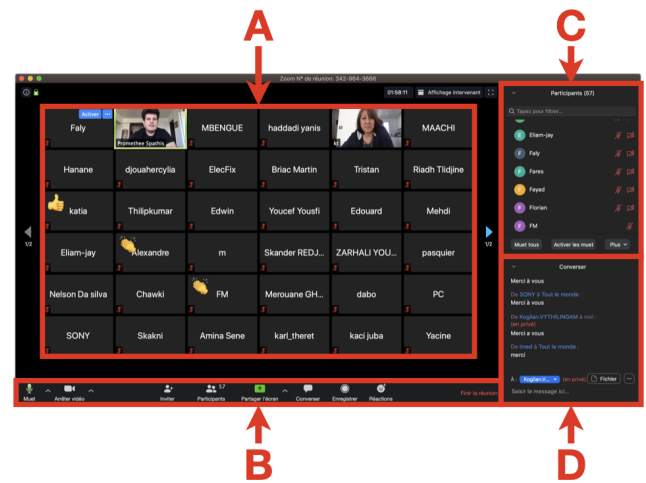 A
C
Zoom N° de réunion: 342-964-3666
01:58:11 Affichage intervenant
Participants (57)
Tapez pour filtrer...
Activer ...
Faly
Promethee Spathis
MBENGUE
haddadi yanis
MAACHI
Hanane
djouahercylia
ElecFix
Briac Martin
Tristan
Riadh Tlidjine
katia
Thilipkumar
Edwin
Youcef Yousfi
Edouard
Mehdi
1/2
Eliam-jay
Alexandre
m
Skander REDJ...
ZARHALI YOU...
pasquier
1/2
Nelson Da silva
Chawki
FM
Merouane GH...
dabo
PC
SONY
Skakni
Amina Sene
karl_theret
kaci juba
Yacine
E Eliam-jay
F Faly
F Fares
F Fayad
F Florian
F FM
Muet tous Activer les muet Plus
Converser
Merci à vous
De SONY à Tout le monde :
Merci à vous
De Kogilan.VYTHILINGAM à moi :
(en privé)
Merci a vous
De imed à Tout le monde :
merci
À : Kogilan.V... (en privé) Fichier ...
Saisir le message ici...
Muet
Arrêter vidéo
Inviter
57
Participants
Partager l'écran
Converser
Enregistrer
Réactions
Finir la réunion
B
D